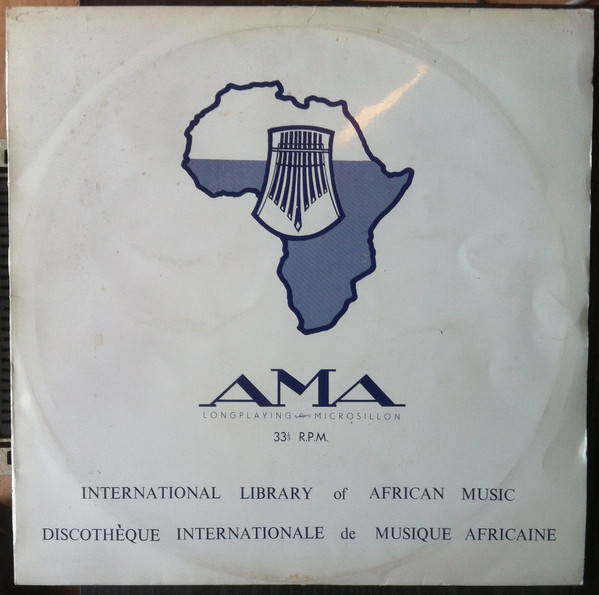 AMA
LONGPLAYING MICROSILLON
33⅓ R.P.M.
INTERNATIONAL LIBRARY of AFRICAN MUSIC
DISCOTHÈQUE INTERNATIONALE de MUSIQUE AFRICAINE